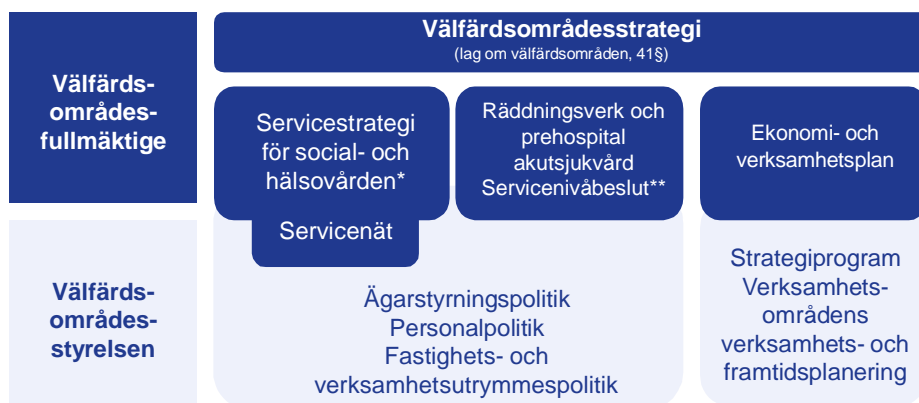 Välfärdsområdesstrategi
(lag om välfärdsområden, 41§)
Välfärds-
områdes-
fullmäktige
Servicestrategi
för social- och
hälsovården*
Servicenät
Räddningsverk och
prehospital
akutsjukvård
Servicenivåbeslut**
Ekonomi- och
verksamhetsplan
Välfärds-
områdes-
styrelsen
Ägarstyrningspolitik
Personalpolitik
Fastighets- och
verksamhetsutrymmespolitik
Strategiprogram
Verksamhets-
områdens
verksamhets- och
framtidsplanering